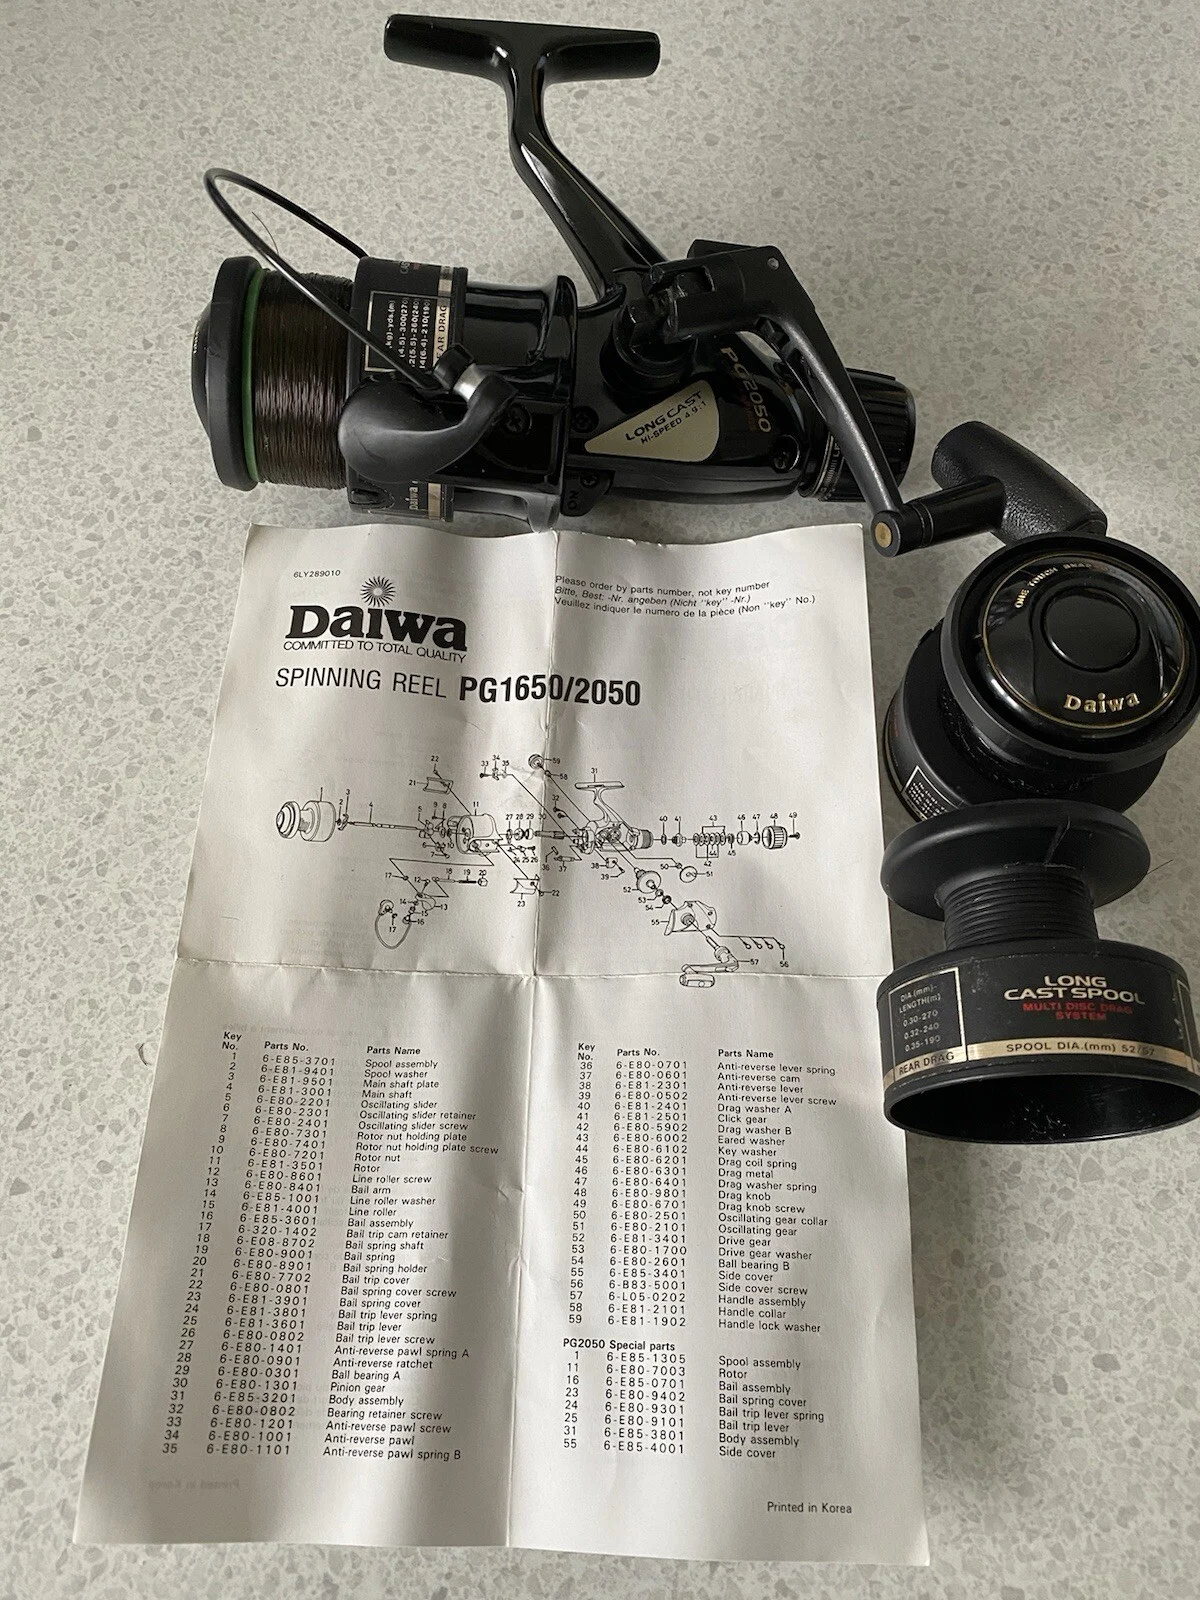 PG2050
LONG CAST
HI-SPEED 4.9:1
.kg)-yds.(m)
(4.5)-300(270)
.2(5.5)-260(240)
14(6.4)-210(190)
EAR DRAG
Daiwa
ONE TOUCH SNAP
Daiwa
LONG
CAST SPOOL
MULTI DISC DRAG
SYSTEM
SPOOL DIA.(mm) 52/57
DIA.(mm)-
LENGTH(m)
0.30-270
0.32-240
0.35-190
REAR DRAG
6LY289010
Daiwa
COMMITTED TO TOTAL QUALITY
SPINNING REEL PG1650/2050
Please order by parts number, not key number
Bitte, Best: -Nr. angeben (Nicht "key" -Nr.)
Veuillez indiquer le numero de la pièce (Non "key" No.)
Key No. Parts No. Parts Name
1 6-E85-3701 Spool assembly
2 6-E81-9401 Spool washer
3 6-E81-9501 Main shaft plate
4 6-E81-3001 Main shaft
5 6-E80-2201 Oscillating slider
6 6-E80-2301 Oscillating slider retainer
7 6-E80-2401 Oscillating slider screw
8 6-E80-7301 Rotor nut holding plate
9 6-E80-7401 Rotor nut holding plate screw
10 6-E80-7201 Rotor nut
11 6-E81-3501 Rotor
12 6-E80-8601 Line roller screw
13 6-E80-8401 Bail arm
14 6-E85-1001 Line roller washer
15 6-E81-4001 Line roller
16 6-E85-3601 Bail assembly
17 6-320-1402 Bail trip cam retainer
18 6-E08-8702 Bail spring shaft
19 6-E80-9001 Bail spring
20 6-E80-8901 Bail spring holder
21 6-E80-7702 Bail trip cover
22 6-E80-0801 Bail spring cover screw
23 6-E81-3901 Bail spring cover
24 6-E81-3801 Bail trip lever spring
25 6-E81-3601 Bail trip lever
26 6-E80-0802 Bail trip lever screw
27 6-E80-1401 Anti-reverse pawl spring A
28 6-E80-0901 Anti-reverse ratchet
29 6-E80-0301 Ball bearing A
30 6-E80-1301 Pinion gear
31 6-E85-3201 Body assembly
32 6-E80-0802 Bearing retainer screw
33 6-E80-1201 Anti-reverse pawl screw
34 6-E80-1001 Anti-reverse pawl
35 6-E80-1101 Anti-reverse pawl spring B
Key No. Parts No. Parts Name
36 6-E80-0701 Anti-reverse lever spring
37 6-E80-0601 Anti-reverse cam
38 6-E81-2301 Anti-reverse lever
39 6-E80-0502 Anti-reverse lever screw
40 6-E81-2401 Drag washer A
41 6-E81-2501 Click gear
42 6-E80-5902 Drag washer B
43 6-E80-6002 Eared washer
44 6-E80-6102 Key washer
45 6-E80-6201 Drag coil spring
46 6-E80-6301 Drag metal
47 6-E80-6401 Drag washer spring
48 6-E80-9801 Drag knob
49 6-E80-6701 Drag knob screw
50 6-E80-2501 Oscillating gear collar
51 6-E80-2101 Oscillating gear
52 6-E81-3401 Drive gear
53 6-E80-1700 Drive gear washer
54 6-E80-2601 Ball bearing B
55 6-E85-3401 Side cover
56 6-B83-5001 Side cover screw
57 6-L05-0202 Handle assembly
58 6-E81-2101 Handle collar
59 6-E81-1902 Handle lock washer
PG2050 Special parts
1 6-E85-1305 Spool assembly
11 6-E80-7003 Rotor
16 6-E85-0701 Bail assembly
23 6-E80-9402 Bail spring cover
24 6-E80-9301 Bail trip lever spring
25 6-E80-9101 Bail trip lever
31 6-E85-3801 Body assembly
55 6-E85-4001 Side cover
Printed in Korea